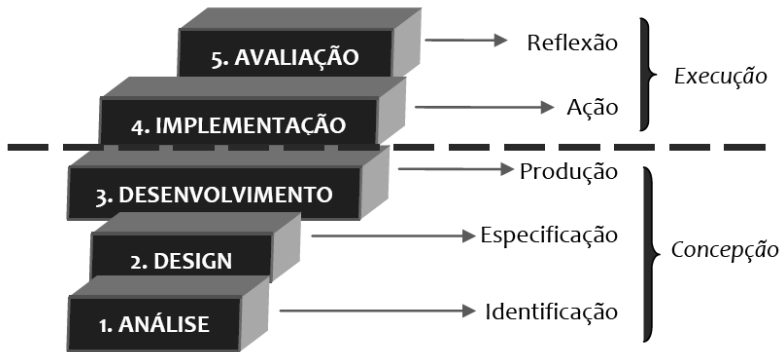 5. AVALIAÇÃO
Reflexão
Execução
4. IMPLEMENTAÇÃO
Ação
3. DESENVOLVIMENTO
Produção
2. DESIGN
Especificação
Concepção
1. ANÁLISE
Identificação